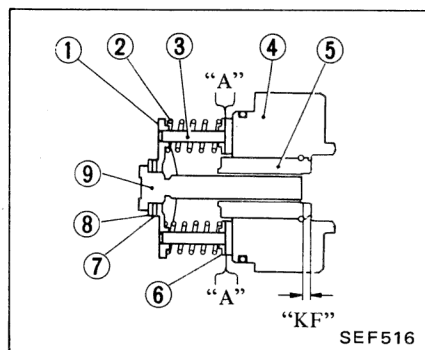 ① ② ③ ④ ⑤
“A”
⑨
⑧
⑦
⑥
“A”
“KF”
SEF516